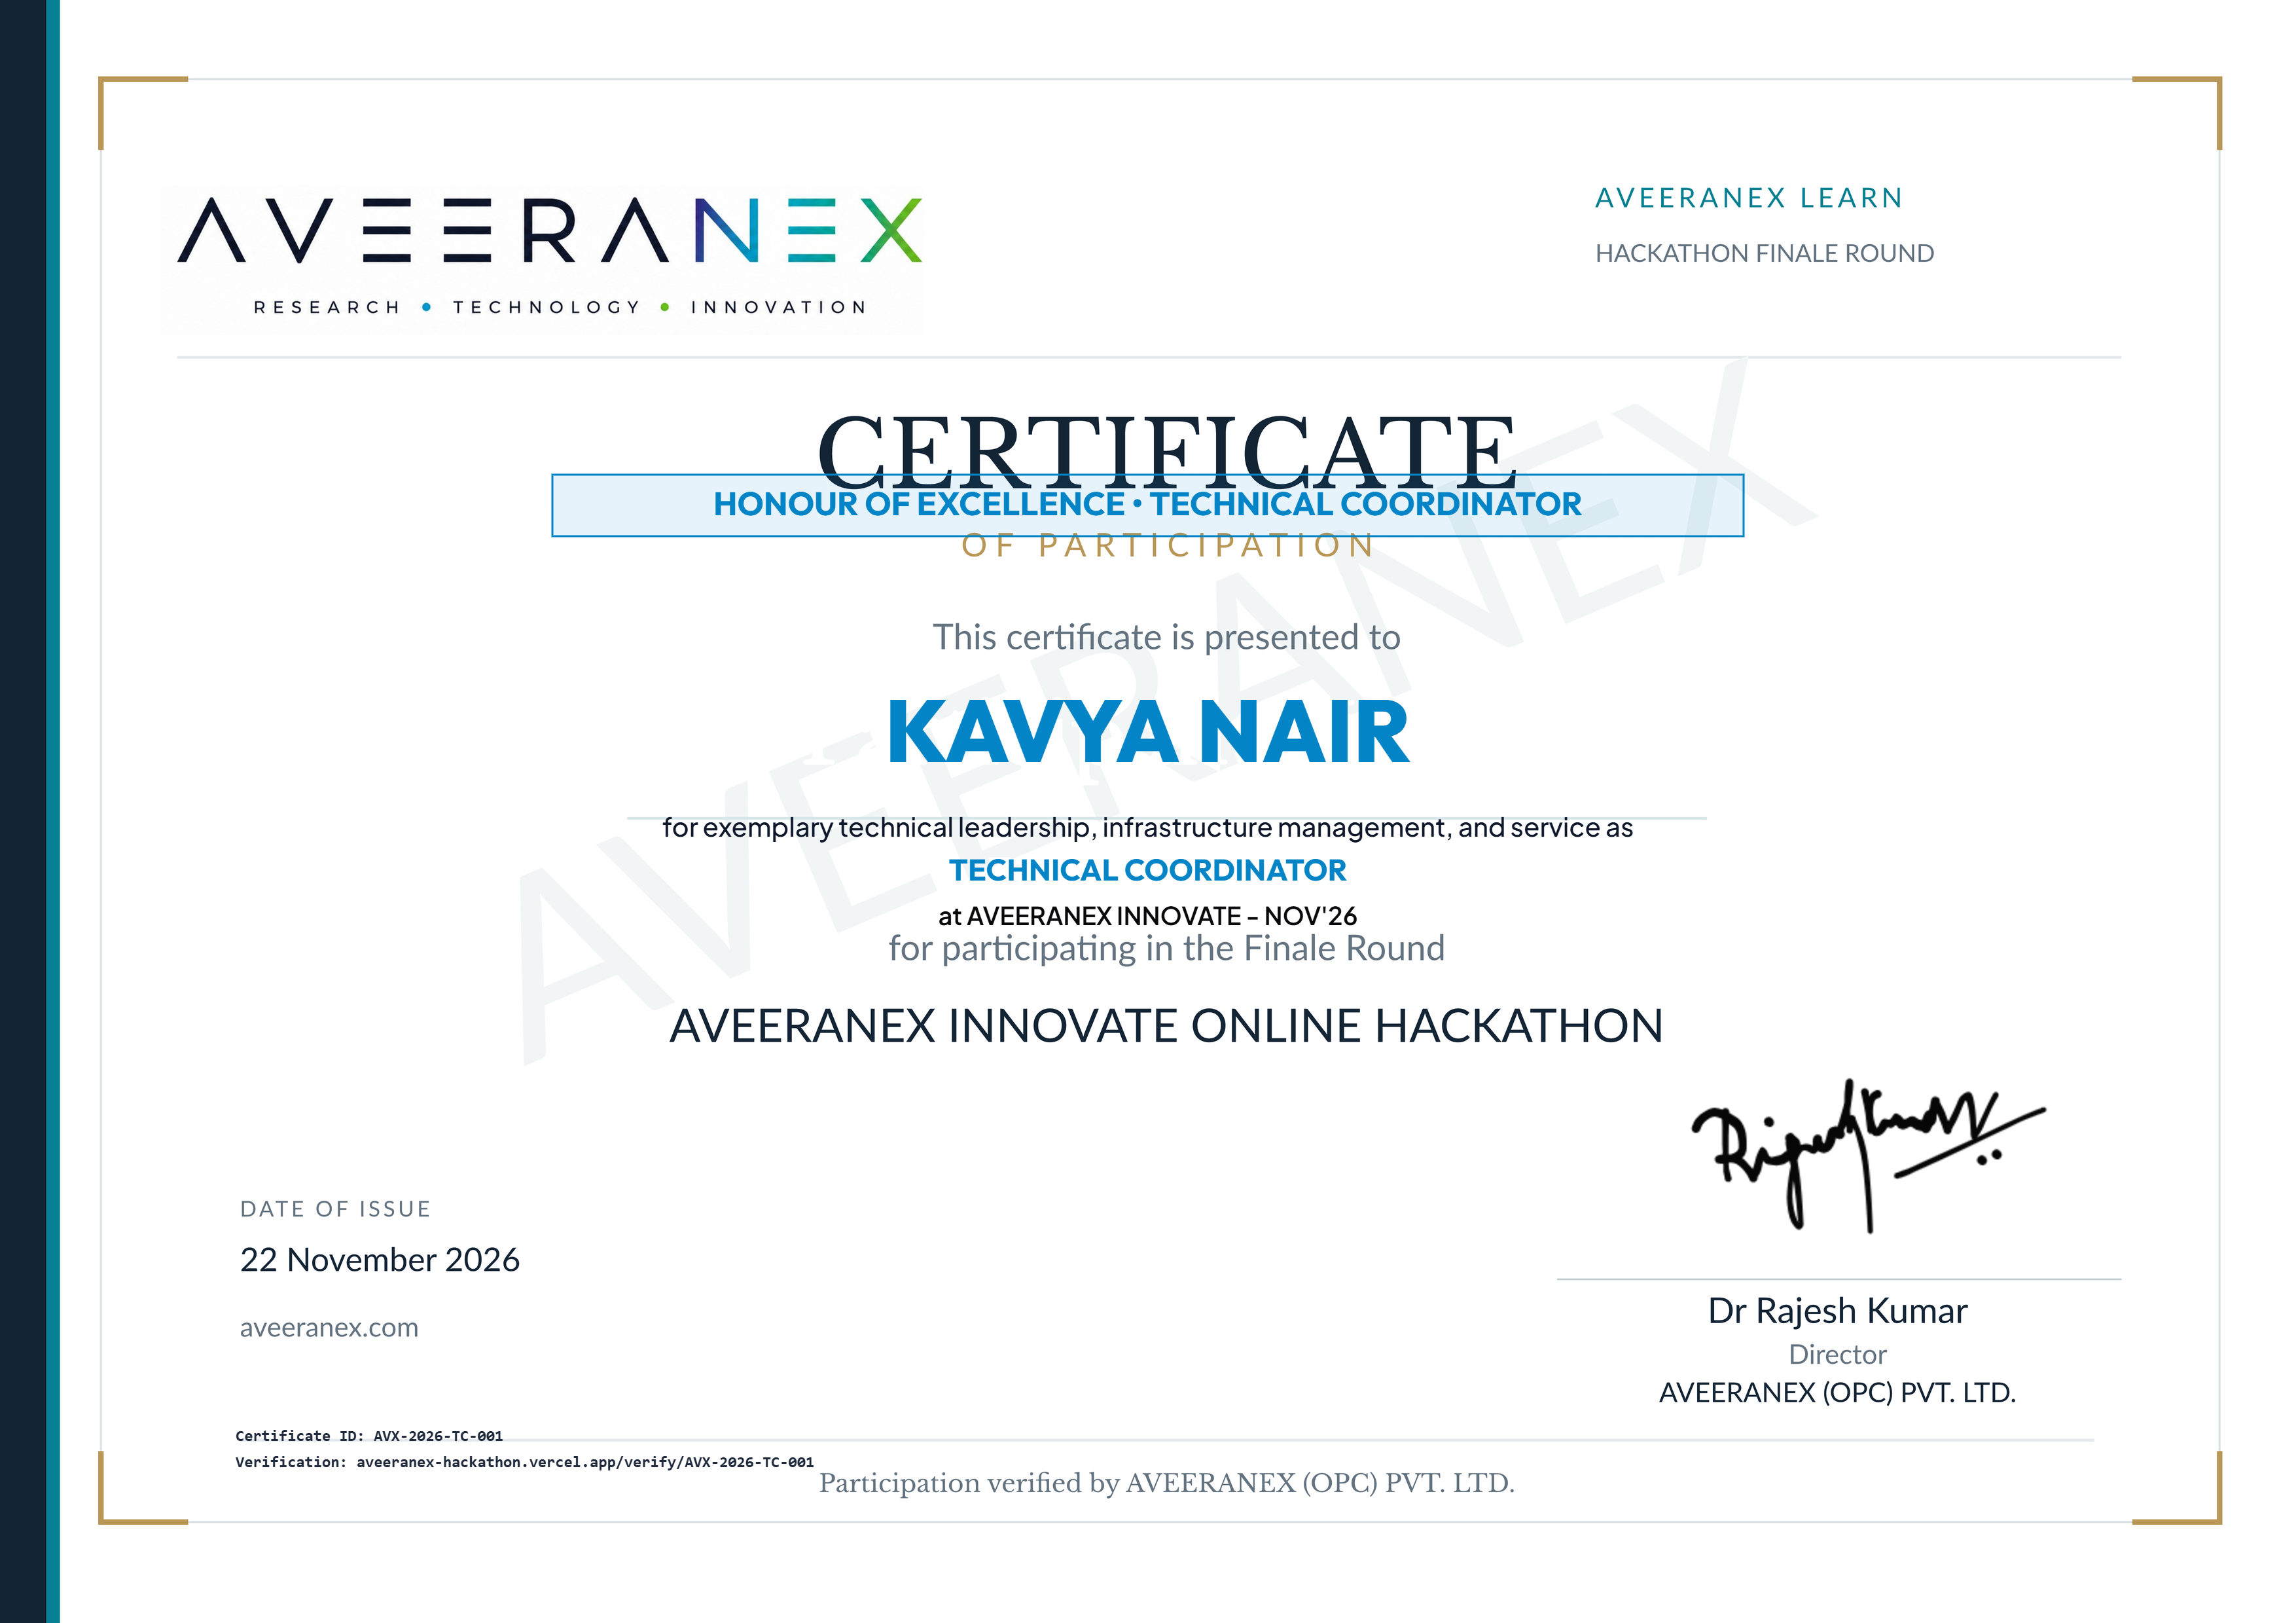 AVEERANEX
RESEARCH • TECHNOLOGY • INNOVATION
AVEERANEX LEARN
HACKATHON FINALE ROUND
CERTIFICATE
HONOUR OF EXCELLENCE • TECHNICAL COORDINATOR
OF PARTICIPATION
This certificate is presented to
KAVYA NAIR
for exemplary technical leadership, infrastructure management, and service as
TECHNICAL COORDINATOR
at AVEERANEX INNOVATE – NOV'26
for participating in the Finale Round
AVEERANEX INNOVATE ONLINE HACKATHON
AVEERANEX
DATE OF ISSUE
22 November 2026
aveeranex.com
Dr Rajesh Kumar
Director
AVEERANEX (OPC) PVT. LTD.
Certificate ID: AVX-2026-TC-001
Verification: aveeranex-hackathon.vercel.app/verify/AVX-2026-TC-001
Participation verified by AVEERANEX (OPC) PVT. LTD.